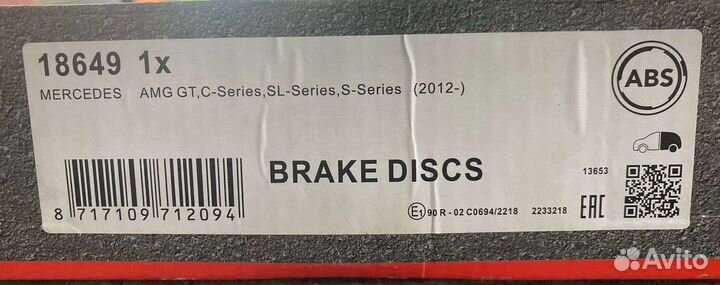 18649 1x
MERCEDES AMG GT,C-Series,SL-Series,S-Series (2012-)
ABS
BRAKE DISCS
13653
8 717109 712094
E1 90 R - 02 C0694/2218 2233218 EAC
Avito